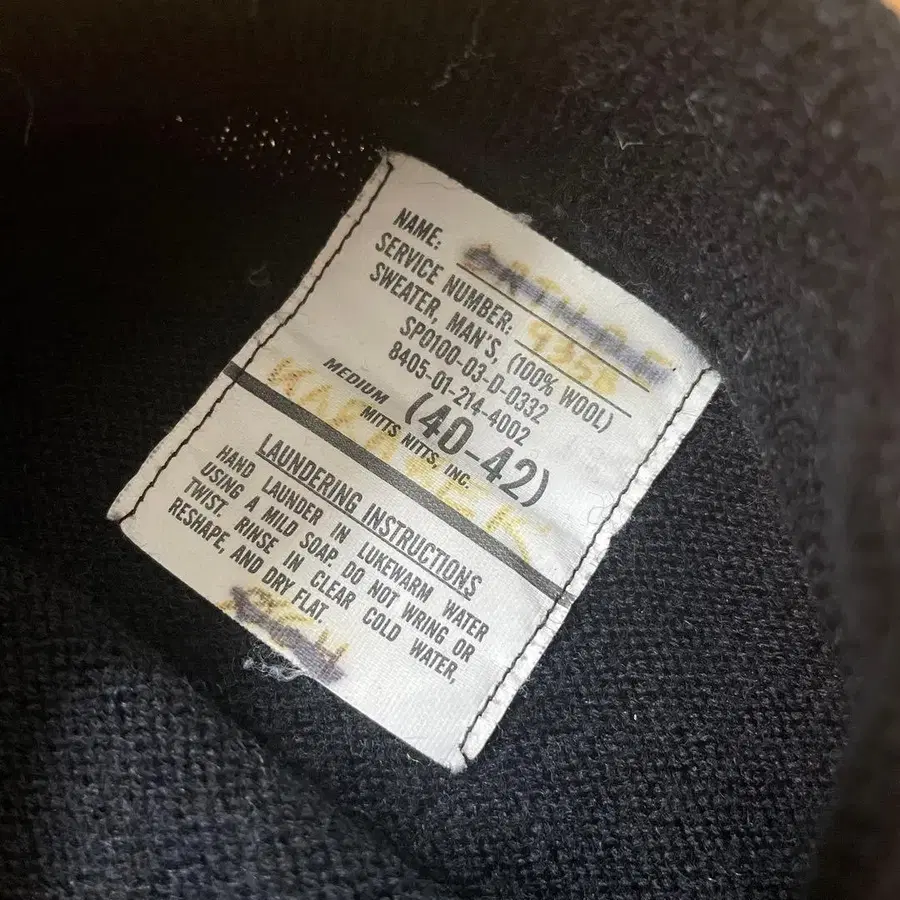 NAME:
SERVICE NUMBER: 9358
SWEATER, MAN'S, (100% WOOL)
SP0100-03-D-0332
8405-01-214-4002
MEDIUM (40-42)
MITTS NITTS, INC.
LAUNDERING INSTRUCTIONS
HAND LAUNDER IN LUKEWARM WATER
USING A MILD SOAP. DO NOT WRING OR
TWIST. RINSE IN CLEAR COLD WATER,
RESHAPE, AND DRY FLAT.